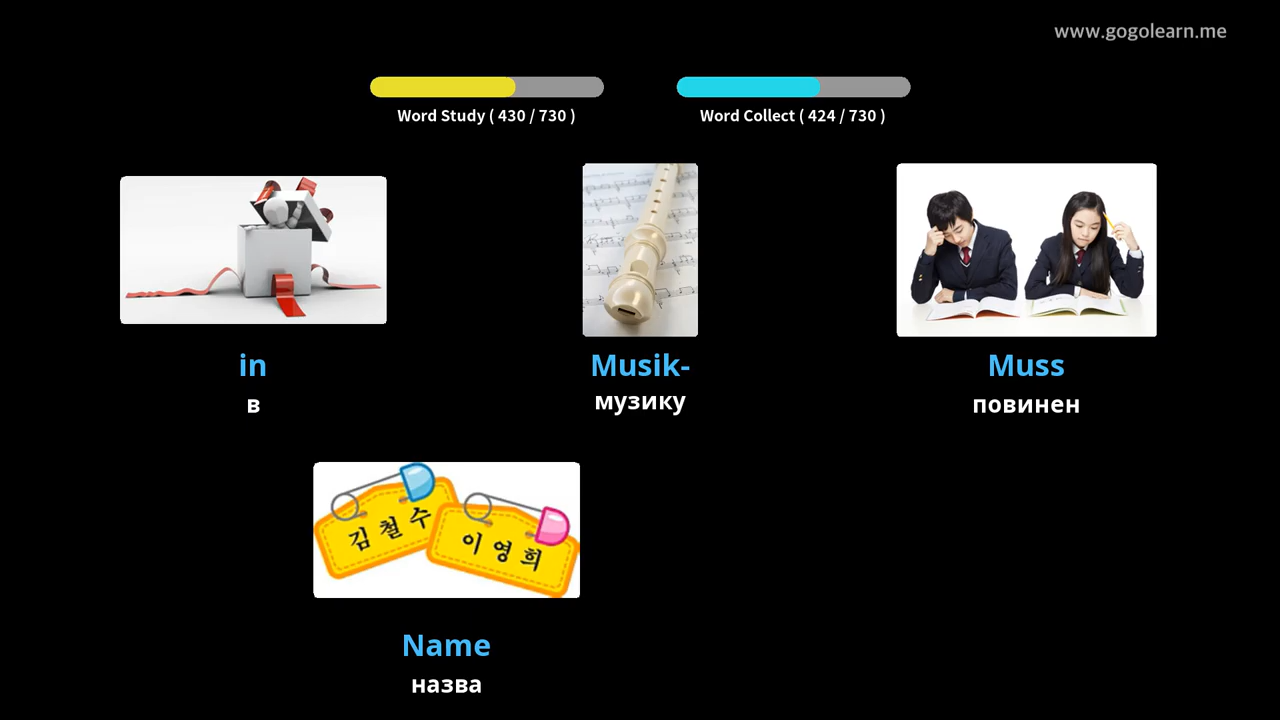 www.gogolearn.me
Word Study ( 430 / 730 )
Word Collect ( 424 / 730 )
in
в
Musik-
музику
Muss
повинен
김철수
이영희
Name
назва